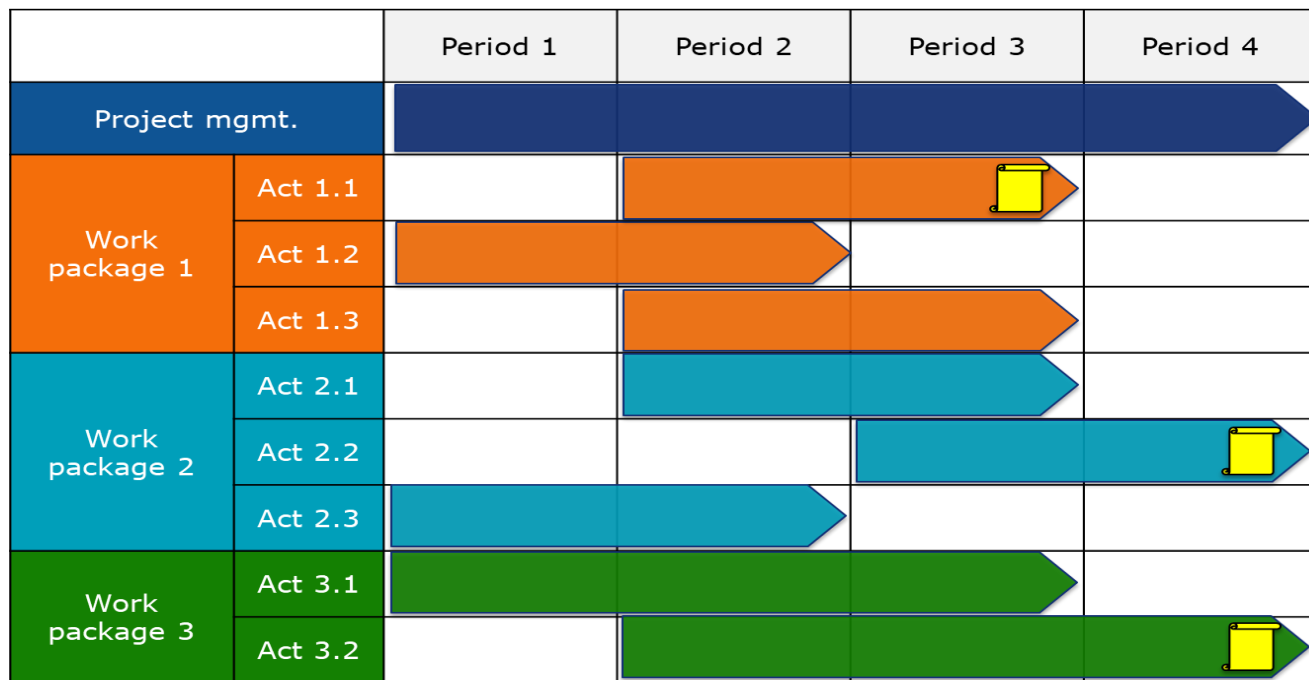 Period 1
Period 2
Period 3
Period 4
Project mgmt.
Work
package 1
Act 1.1
Act 1.2
Act 1.3
Work
package 2
Act 2.1
Act 2.2
Act 2.3
Work
package 3
Act 3.1
Act 3.2